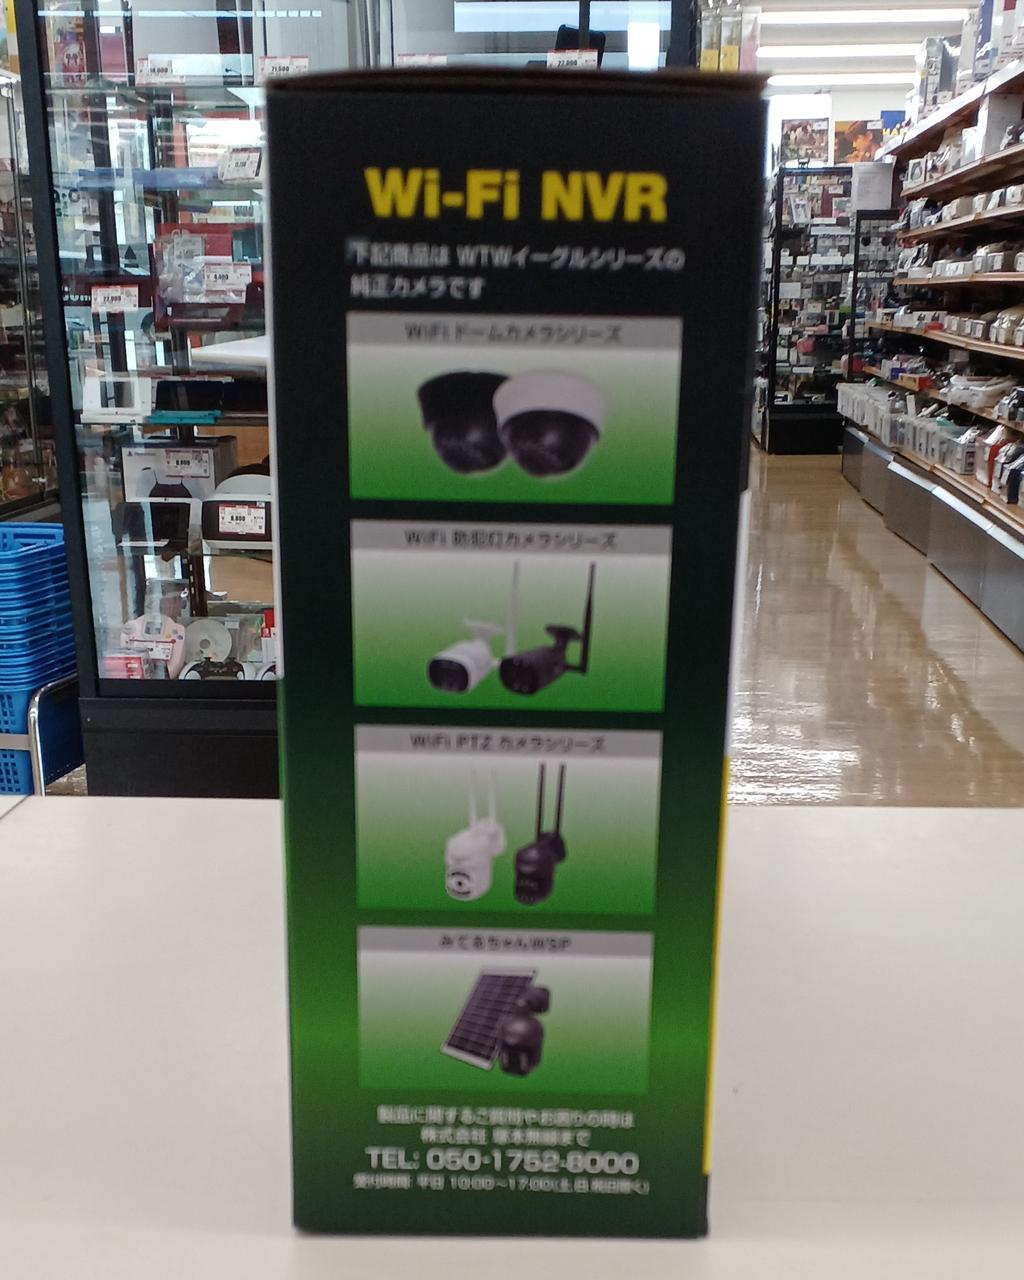 Wi-Fi NVR
下記商品は WTWイーグルシリーズの
純正カメラです
WiFi ドームカメラシリーズ
WiFi 防犯灯カメラシリーズ
WiFi PTZ カメラシリーズ
みてるちゃんWSP
製品に関するご質問やお困りの時は
株式会社 塚本無線まで
TEL: 050-1752-8000
受付時間: 平日 10:00～17:00(土 日 祝日除く)